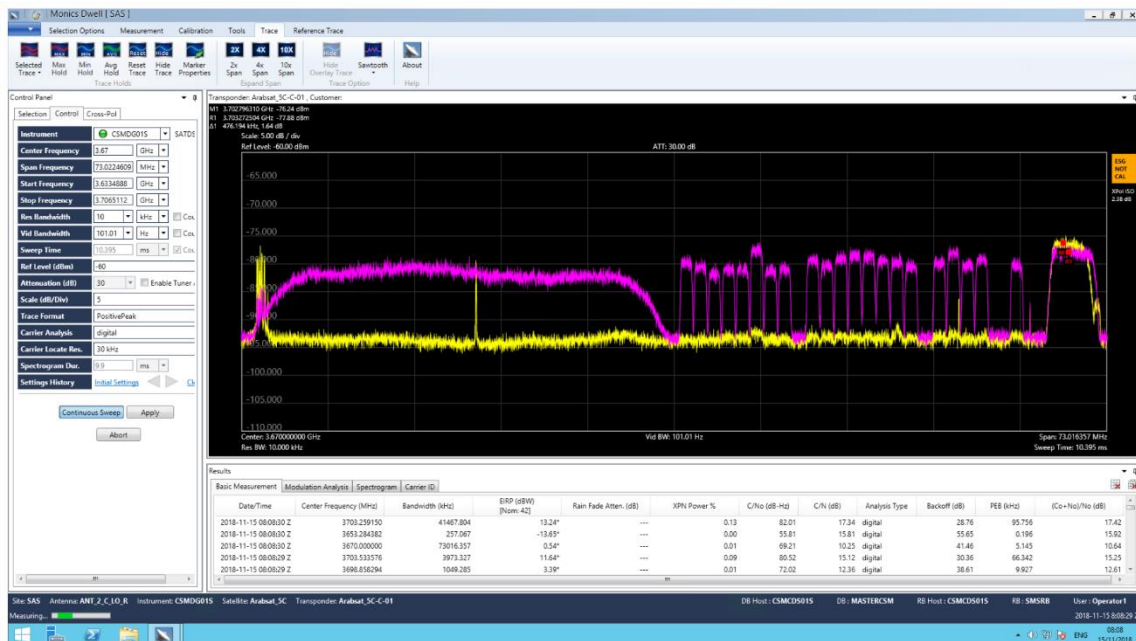 Monics Dwell [ SAS ]
Selection Options Measurement Calibration Tools Trace Reference Trace
Selected Trace Max Hold Min Hold Avg Hold Reset Trace Hide Trace Marker Properties 2x Span 4x Span 10x Span Hide Overlay Trace Sawtooth About
2X 4X 10X
Trace Holds Expand Span Trace Option Help
Control Panel
Selection Control Cross-Pol
Instrument CSMDG01S SATDS
Center Frequency 3.67 GHz
Span Frequency 73.0224609 MHz
Start Frequency 3.6334888 GHz
Stop Frequency 3.7065112 GHz
Res Bandwidth 10 kHz Cou
Vid Bandwidth 101.01 Hz Cou
Sweep Time 10.395 ms Cou
Ref Level (dBm) -60
Attenuation (dB) 30 Enable Tuner
Scale (dB/Div) 5
Trace Format PositivePeak
Carrier Analysis digital
Carrier Locate Res. 30 kHz
Spectrogram Dur. 9.9 ms
Settings History Initial Settings
Continuous Sweep Apply
Abort
Transponder: Arabsat_5C-C-01 , Customer:
M1 3.702796310 GHz -76.24 dBm
R1 3.703272504 GHz -77.88 dBm
Δ1 476.194 kHz, 1.64 dB
Scale: 5.00 dB / div
Ref Level: -60.00 dBm ATT: 30.00 dB
ESG NOT CAL
XPol ISO
2.38 dB
-65.000
-70.000
-75.000
-80.000
-85.000
-95.000
-100.000
-105.000
-110.000
Center: 3.670000000 GHz Vid BW: 101.01 Hz Span: 73.016357 MHz
Res BW: 10.000 kHz Sweep Time: 10.395 ms
Results
Basic Measurement Modulation Analysis Spectrogram Carrier ID
Date/Time Center Frequency (MHz) Bandwidth (kHz) EIRP (dBW) [Nom: 42] Rain Fade Atten. (dB) XPN Power % C/No (dB-Hz) C/N (dB) Analysis Type Backoff (dB) PEB (kHz) (Co+No)/No (dB)
2018-11-15 08:08:30 Z 3703.259150 41467.804 13.24* --- 0.13 82.01 17.34 digital 28.76 95.756 17.42
2018-11-15 08:08:30 Z 3653.284382 257.067 -13.65* --- 0.00 55.81 15.81 digital 55.65 0.196 15.92
2018-11-15 08:08:30 Z 3670.000000 73016.357 0.54* --- 0.01 69.21 10.25 digital 41.46 5.145 10.64
2018-11-15 08:08:29 Z 3703.533576 3973.327 11.64* --- 0.09 80.52 15.12 digital 30.36 66.342 15.25
2018-11-15 08:08:29 Z 3698.858294 1049.285 3.39* --- 0.01 72.02 12.36 digital 38.61 9.927 12.61
Site: SAS Antenna: ANT_2_C_LO_R Instrument: CSMDG01S Satellite: Arabsat_5C Transponder: Arabsat_5C-C-01 DB Host : CSMCDS01S DB : MASTERCSM RB Host : CSMCDS01S RB : SMSRB User : Operator1
Measuring... 2018-11-15 8:08:29
ENG 08:08
15/11/2018